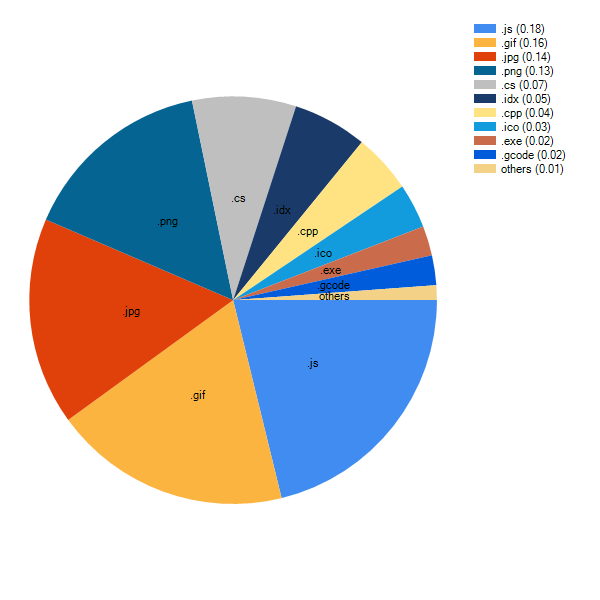 .js (0.18)
.gif (0.16)
.jpg (0.14)
.png (0.13)
.cs (0.07)
.idx (0.05)
.cpp (0.04)
.ico (0.03)
.exe (0.02)
.gcode (0.02)
others (0.01)
.cs
.idx
.png
.cpp
.ico
.exe
.gcode
others
.jpg
.js
.gif